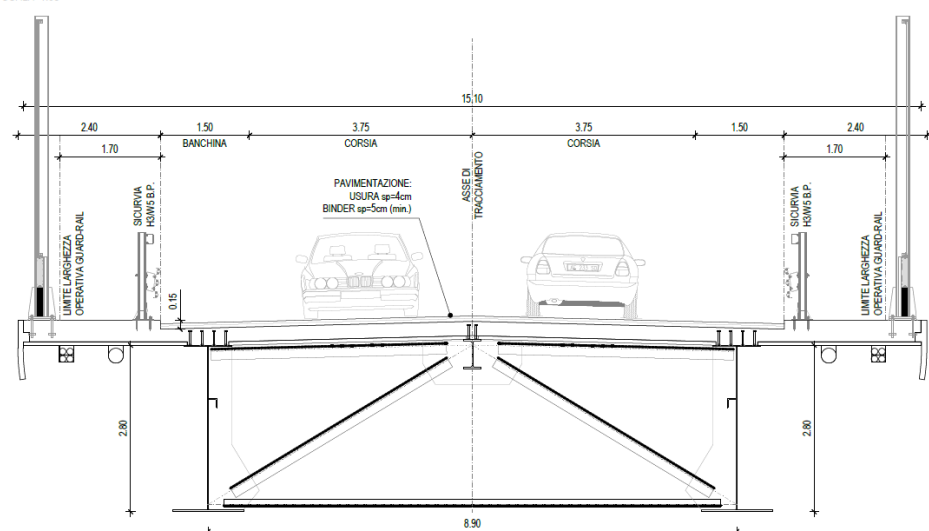 15.10
2.40
1.50
3.75
3.75
1.50
2.40
1.70
BANCHINA
CORSIA
CORSIA
1.70
PAVIMENTAZIONE:
USURA sp=4cm
BINDER sp=5cm (min.)
ASSE DI
TRACCIAMENTO
LIMITE LARGHEZZA
OPERATIVA GUARD-RAIL
SICURVIA
H3/W5 B.P.
SICURVIA
H3/W5 B.P.
LIMITE LARGHEZZA
OPERATIVA GUARD-RAIL
0.15
2.80
2.80
8.90